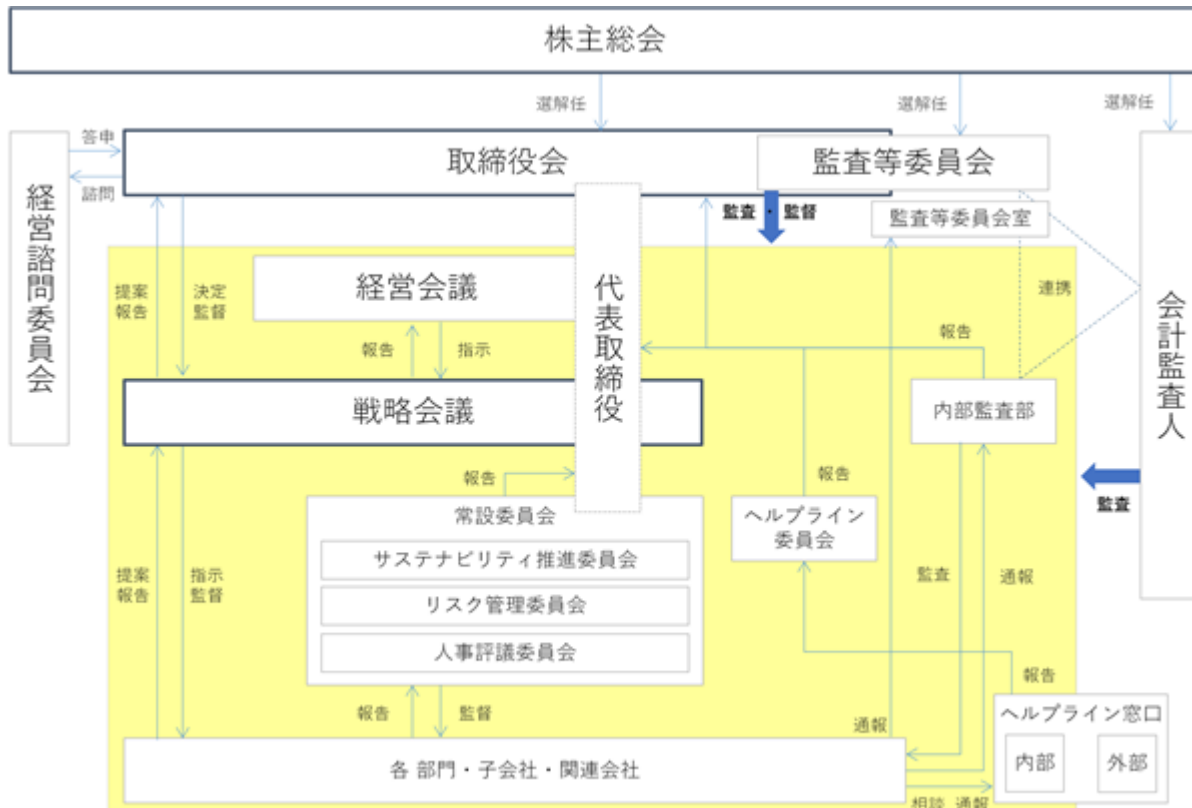 株主総会
選解任
選解任
選解任
答申
諮問
経営諮問委員会
取締役会
監査等委員会
監査等委員会室
監査・監督
連携
会計監査人
提案
報告
決定
監督
経営会議
代表取締役
報告
指示
報告
戦略会議
内部監査部
監査
報告
常設委員会
サステナビリティ推進委員会
リスク管理委員会
人事評議委員会
報告
ヘルプライン
委員会
監査
通報
提案
報告
指示
監督
報告
監督
通報
報告
ヘルプライン窓口
内部
外部
各 部門・子会社・関連会社
相談 通報